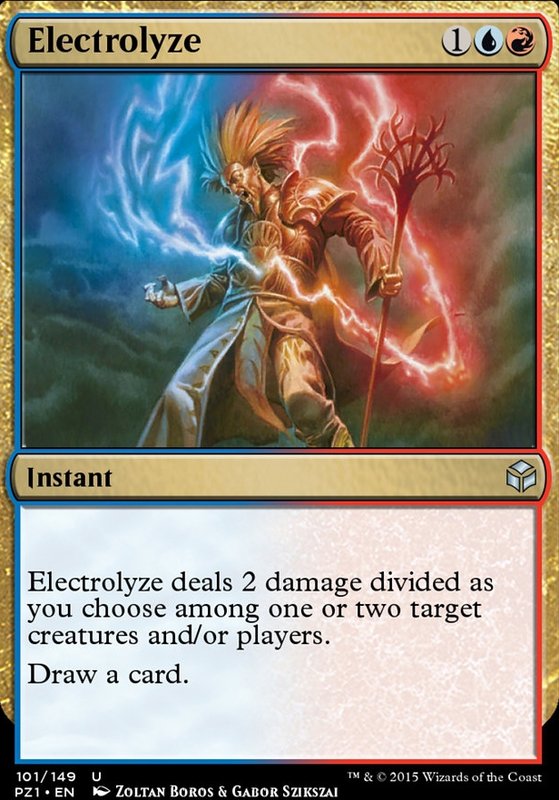 Electrolyze 1
Instant
Electrolyze deals 2 damage divided as
you choose among one or two target
creatures and/or players.
Draw a card.
101/149 U
PZ1 • EN Zoltan Boros & Gabor Szikszai
™ & © 2015 Wizards of the Coast